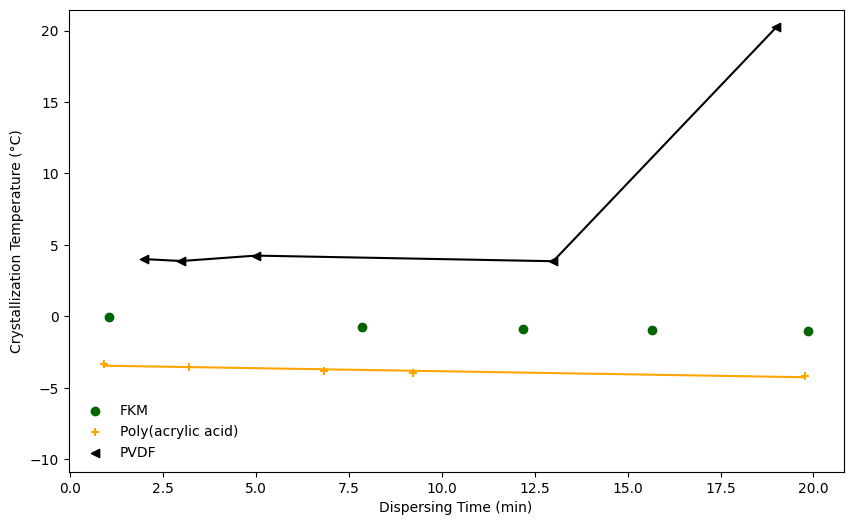 20
15
10
5
0
−5
−10
Crystallization Temperature (°C)
FKM
Poly(acrylic acid)
PVDF
0.0 2.5 5.0 7.5 10.0 12.5 15.0 17.5 20.0
Dispersing Time (min)